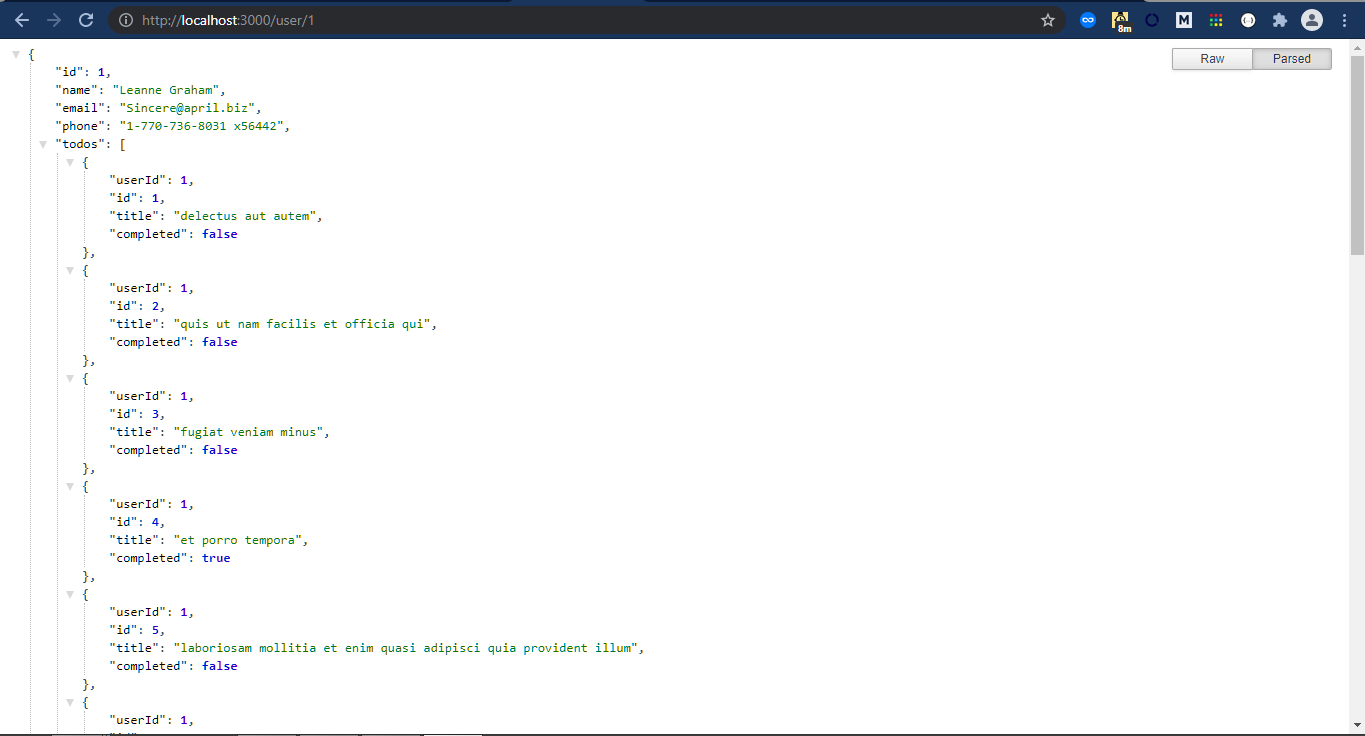 http://localhost:3000/user/1
8m
M
Raw
Parsed
{
"id": 1,
"name": "Leanne Graham",
"email": "Sincere@april.biz",
"phone": "1-770-736-8031 x56442",
"todos": [
{
"userId": 1,
"id": 1,
"title": "delectus aut autem",
"completed": false
},
{
"userId": 1,
"id": 2,
"title": "quis ut nam facilis et officia qui",
"completed": false
},
{
"userId": 1,
"id": 3,
"title": "fugiat veniam minus",
"completed": false
},
{
"userId": 1,
"id": 4,
"title": "et porro tempora",
"completed": true
},
{
"userId": 1,
"id": 5,
"title": "laboriosam mollitia et enim quasi adipisci quia provident illum",
"completed": false
},
{
"userId": 1,